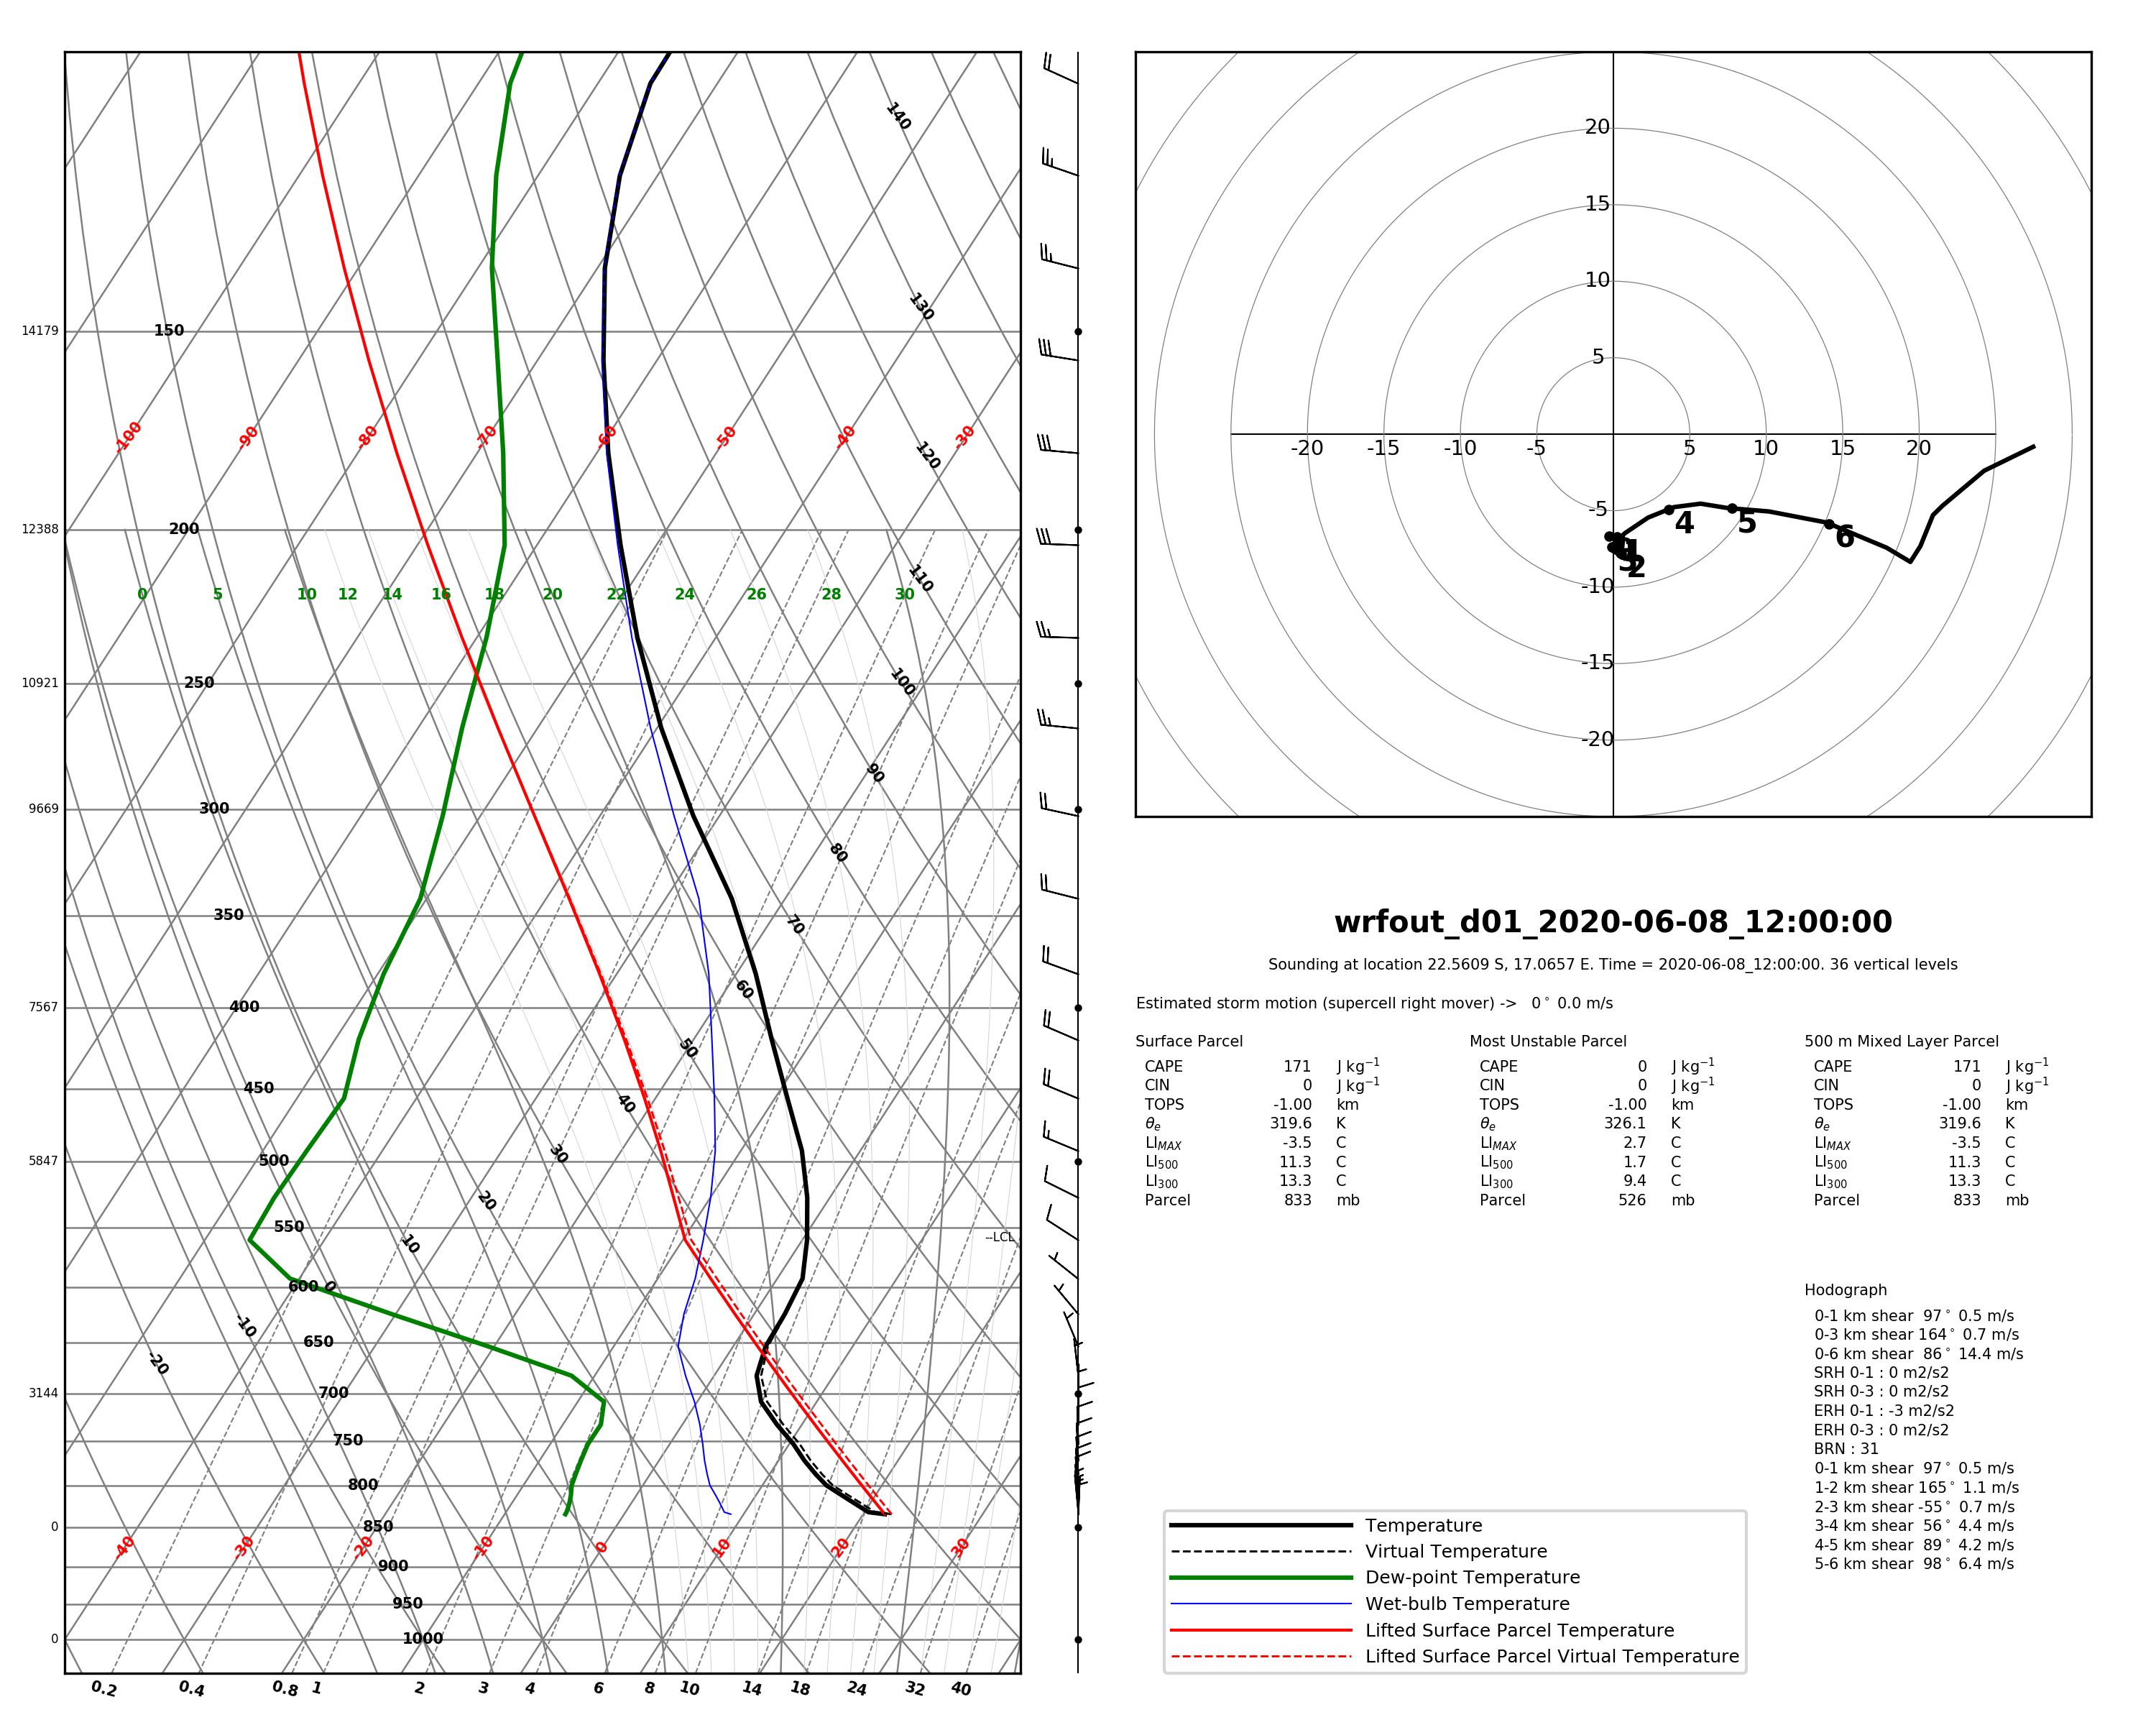 140
130
120
110
100
90
80
70
60
50
40
30
20
10
0
-10
-20
14179 150
-100 -90 -80 -70 -60 -50 -40 -30
12388 200
0 5 10 12 14 16 18 20 22 24 26 28 30
10921 250
9669 300
350
7567 400
450
5847 500
550
--LCL
600
650
3144 700
750
800
0 850
-40 -30 -20 -10 0 10 20 30
900
950
0 1000
0.2 0.4 0.8 1 2 3 4 6 8 10 14 18 24 32 40
20
15
10
5
-20 -15 -10 -5 5 10 15 20
-5
-10
-15
-20
2
4
5
6
wrfout_d01_2020-06-08_12:00:00
Sounding at location 22.5609 S, 17.0657 E. Time = 2020-06-08_12:00:00. 36 vertical levels
Estimated storm motion (supercell right mover) -> 0° 0.0 m/s
Surface Parcel
CAPE 171 J kg⁻¹
CIN 0 J kg⁻¹
TOPS -1.00 km
θe 319.6 K
LIMAX -3.5 C
LI500 11.3 C
LI300 13.3 C
Parcel 833 mb
Most Unstable Parcel
CAPE 0 J kg⁻¹
CIN 0 J kg⁻¹
TOPS -1.00 km
θe 326.1 K
LIMAX 2.7 C
LI500 1.7 C
LI300 9.4 C
Parcel 526 mb
500 m Mixed Layer Parcel
CAPE 171 J kg⁻¹
CIN 0 J kg⁻¹
TOPS -1.00 km
θe 319.6 K
LIMAX -3.5 C
LI500 11.3 C
LI300 13.3 C
Parcel 833 mb
Hodograph
0-1 km shear 97° 0.5 m/s
0-3 km shear 164° 0.7 m/s
0-6 km shear 86° 14.4 m/s
SRH 0-1 : 0 m2/s2
SRH 0-3 : 0 m2/s2
ERH 0-1 : -3 m2/s2
ERH 0-3 : 0 m2/s2
BRN : 31
0-1 km shear 97° 0.5 m/s
1-2 km shear 165° 1.1 m/s
2-3 km shear -55° 0.7 m/s
3-4 km shear 56° 4.4 m/s
4-5 km shear 89° 4.2 m/s
5-6 km shear 98° 6.4 m/s
Temperature
Virtual Temperature
Dew-point Temperature
Wet-bulb Temperature
Lifted Surface Parcel Temperature
Lifted Surface Parcel Virtual Temperature